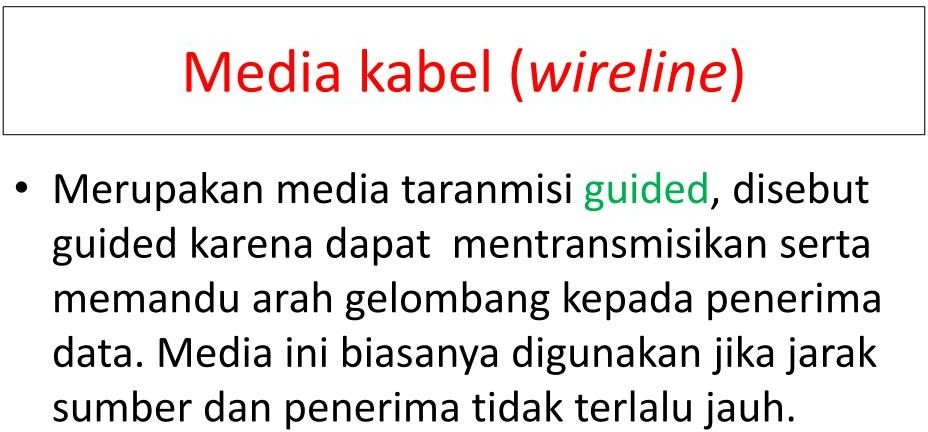 Media kabel (wireline)
• Merupakan media taranmisi guided, disebut
guided karena dapat  mentransmisikan serta
memandu arah gelombang kepada penerima
data. Media ini biasanya digunakan jika jarak
sumber dan penerima tidak terlalu jauh.